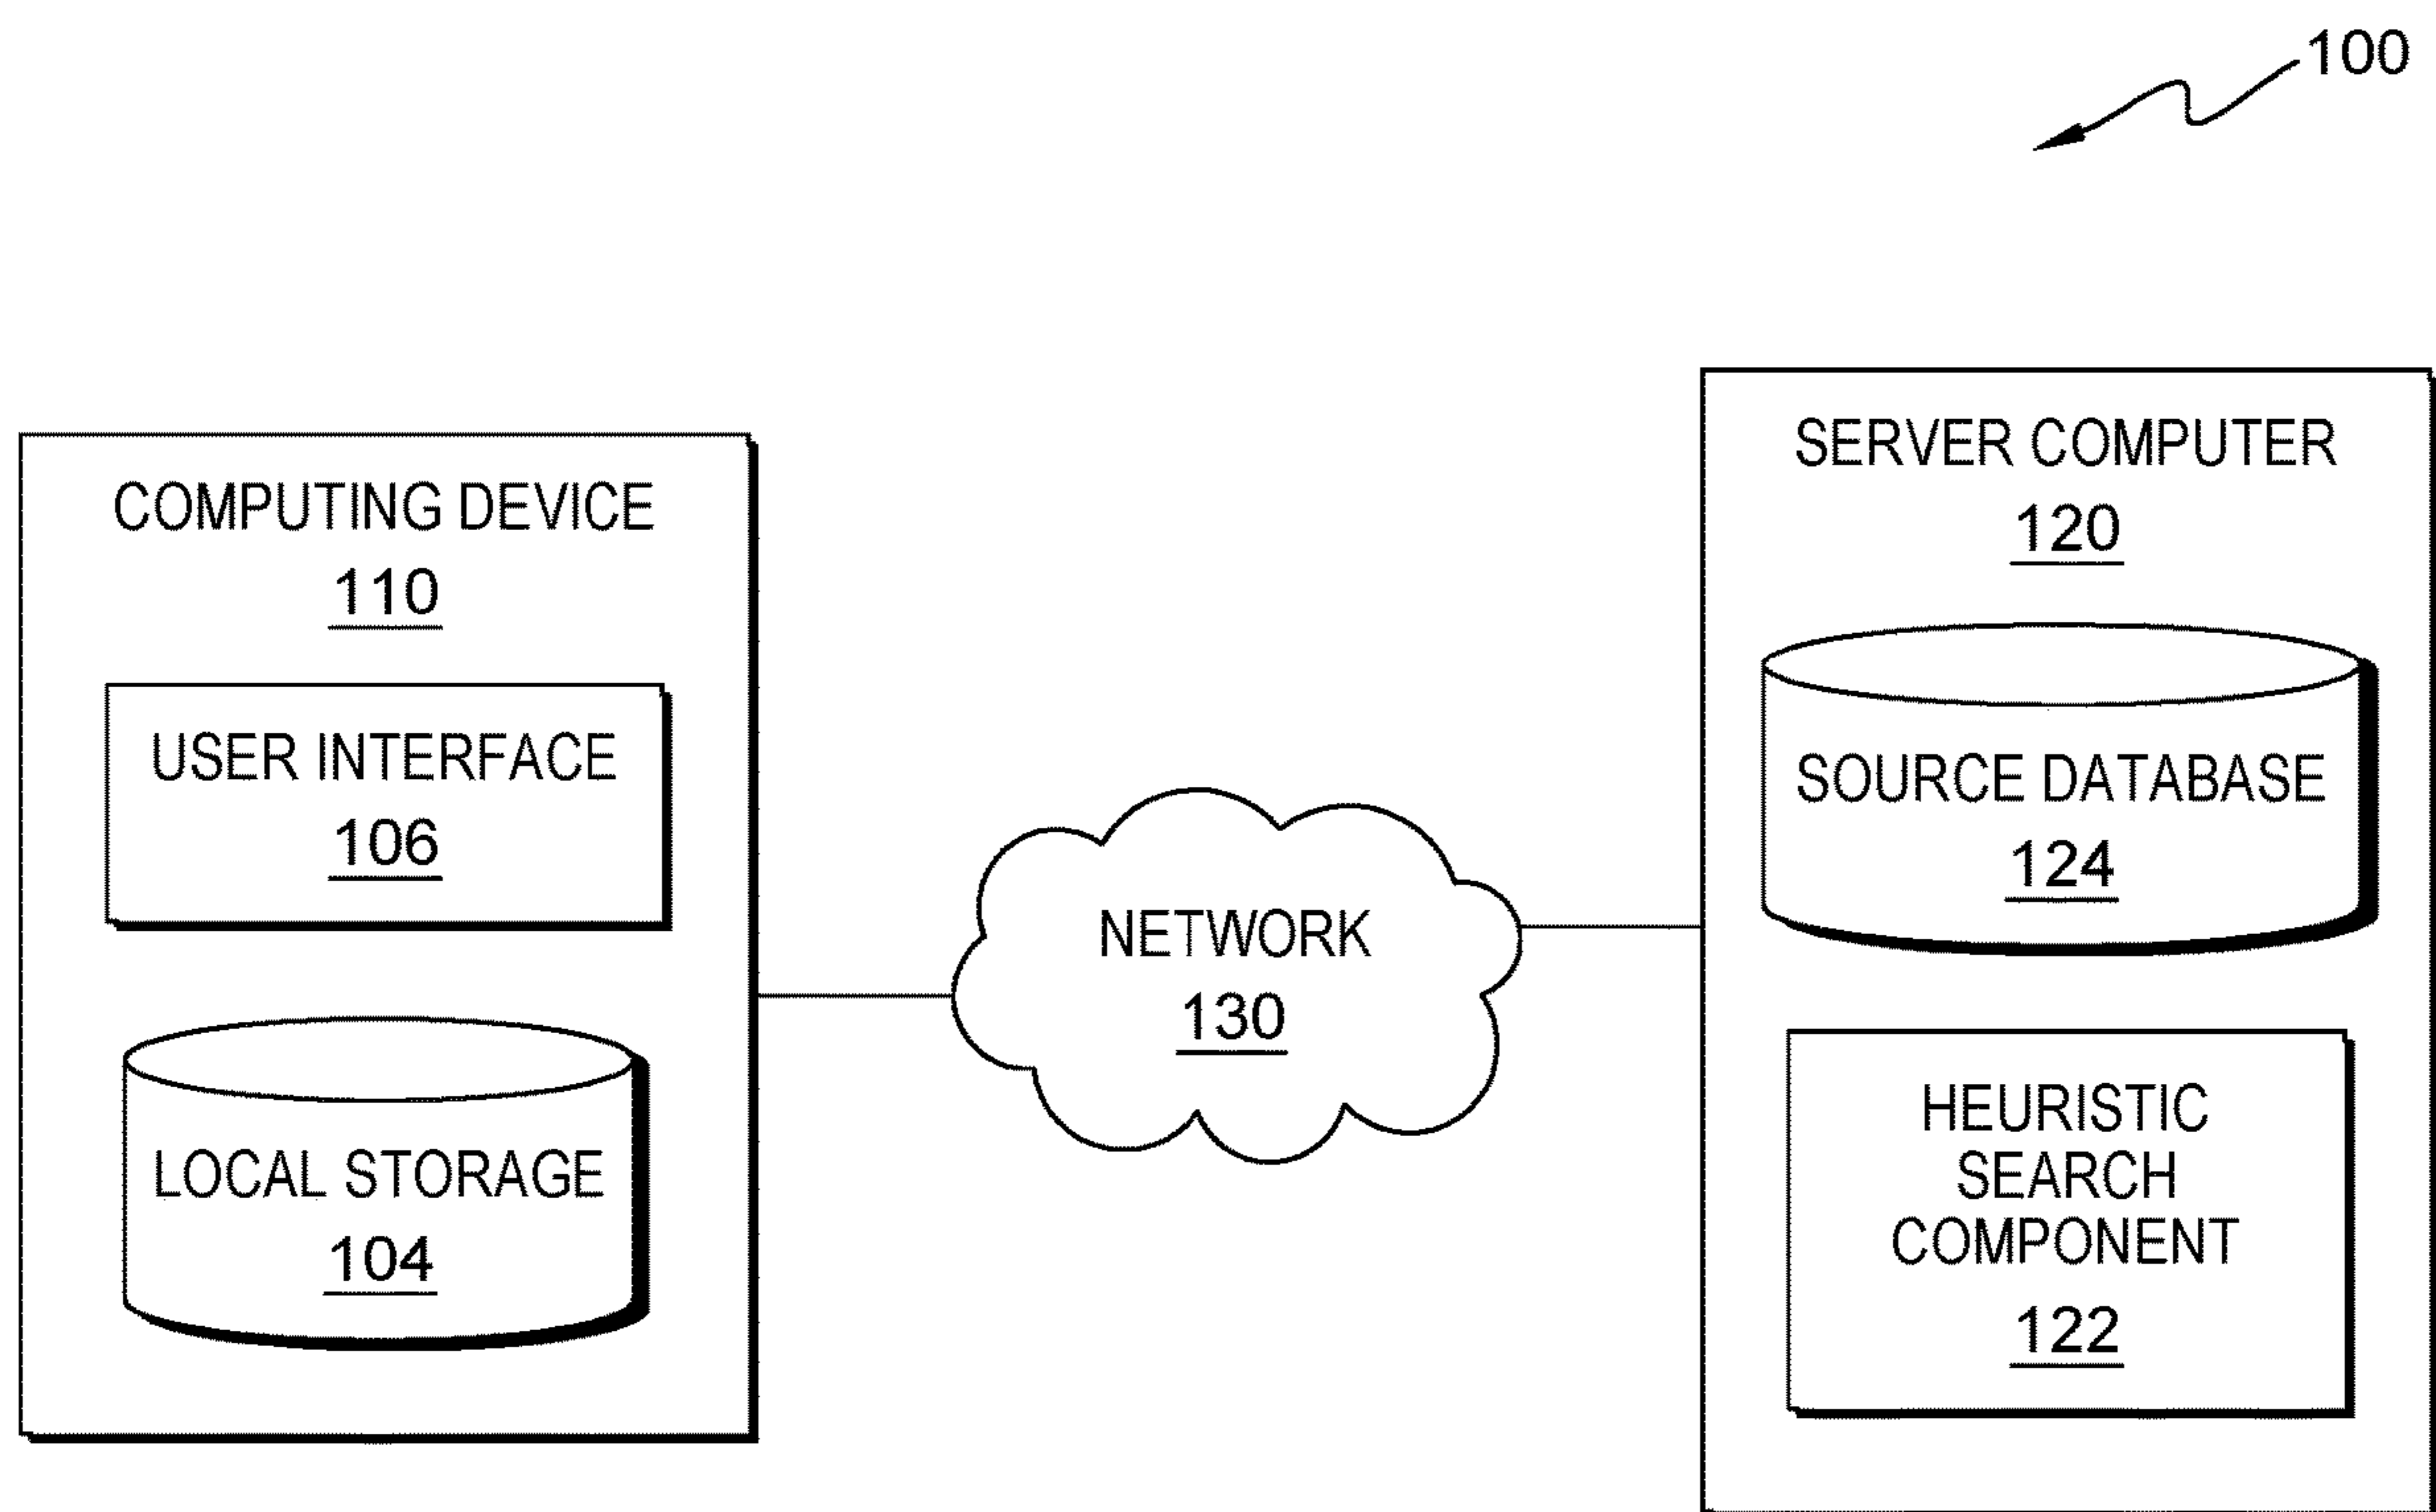 100
COMPUTING DEVICE
110
USER INTERFACE
106
LOCAL STORAGE
104
NETWORK
130
SERVER COMPUTER
120
SOURCE DATABASE
124
HEURISTIC
SEARCH
COMPONENT
122